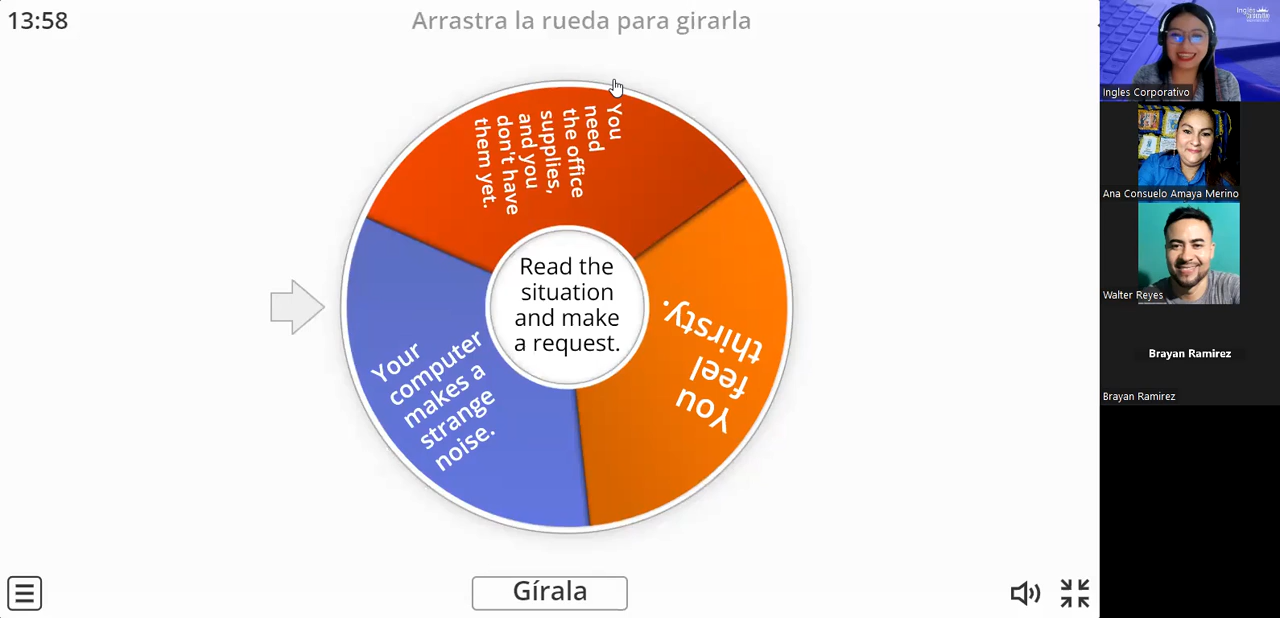 13:58
Arrastra la rueda para girarla
You
need
the office
supplies,
and you
don't have
them yet.
You
feel
thirsty.
Your
computer
makes a
strange
noise.
Read the
situation
and make
a request.
Gírala
Ingles Corporativo
Ana Consuelo Amaya Merino
Walter Reyes
Brayan Ramirez
Brayan Ramirez